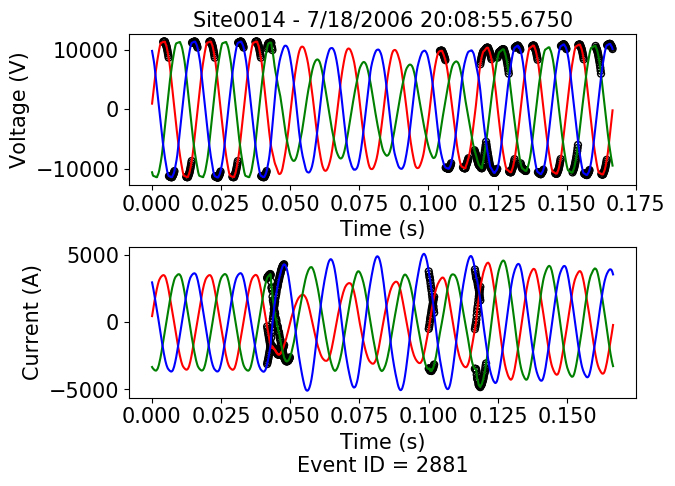 Site0014 - 7/18/2006 20:08:55.6750
Voltage (V)
10000
0
−10000
0.000 0.025 0.050 0.075 0.100 0.125 0.150 0.175
Time (s)
Current (A)
5000
0
−5000
0.000 0.025 0.050 0.075 0.100 0.125 0.150
Time (s)
Event ID = 2881